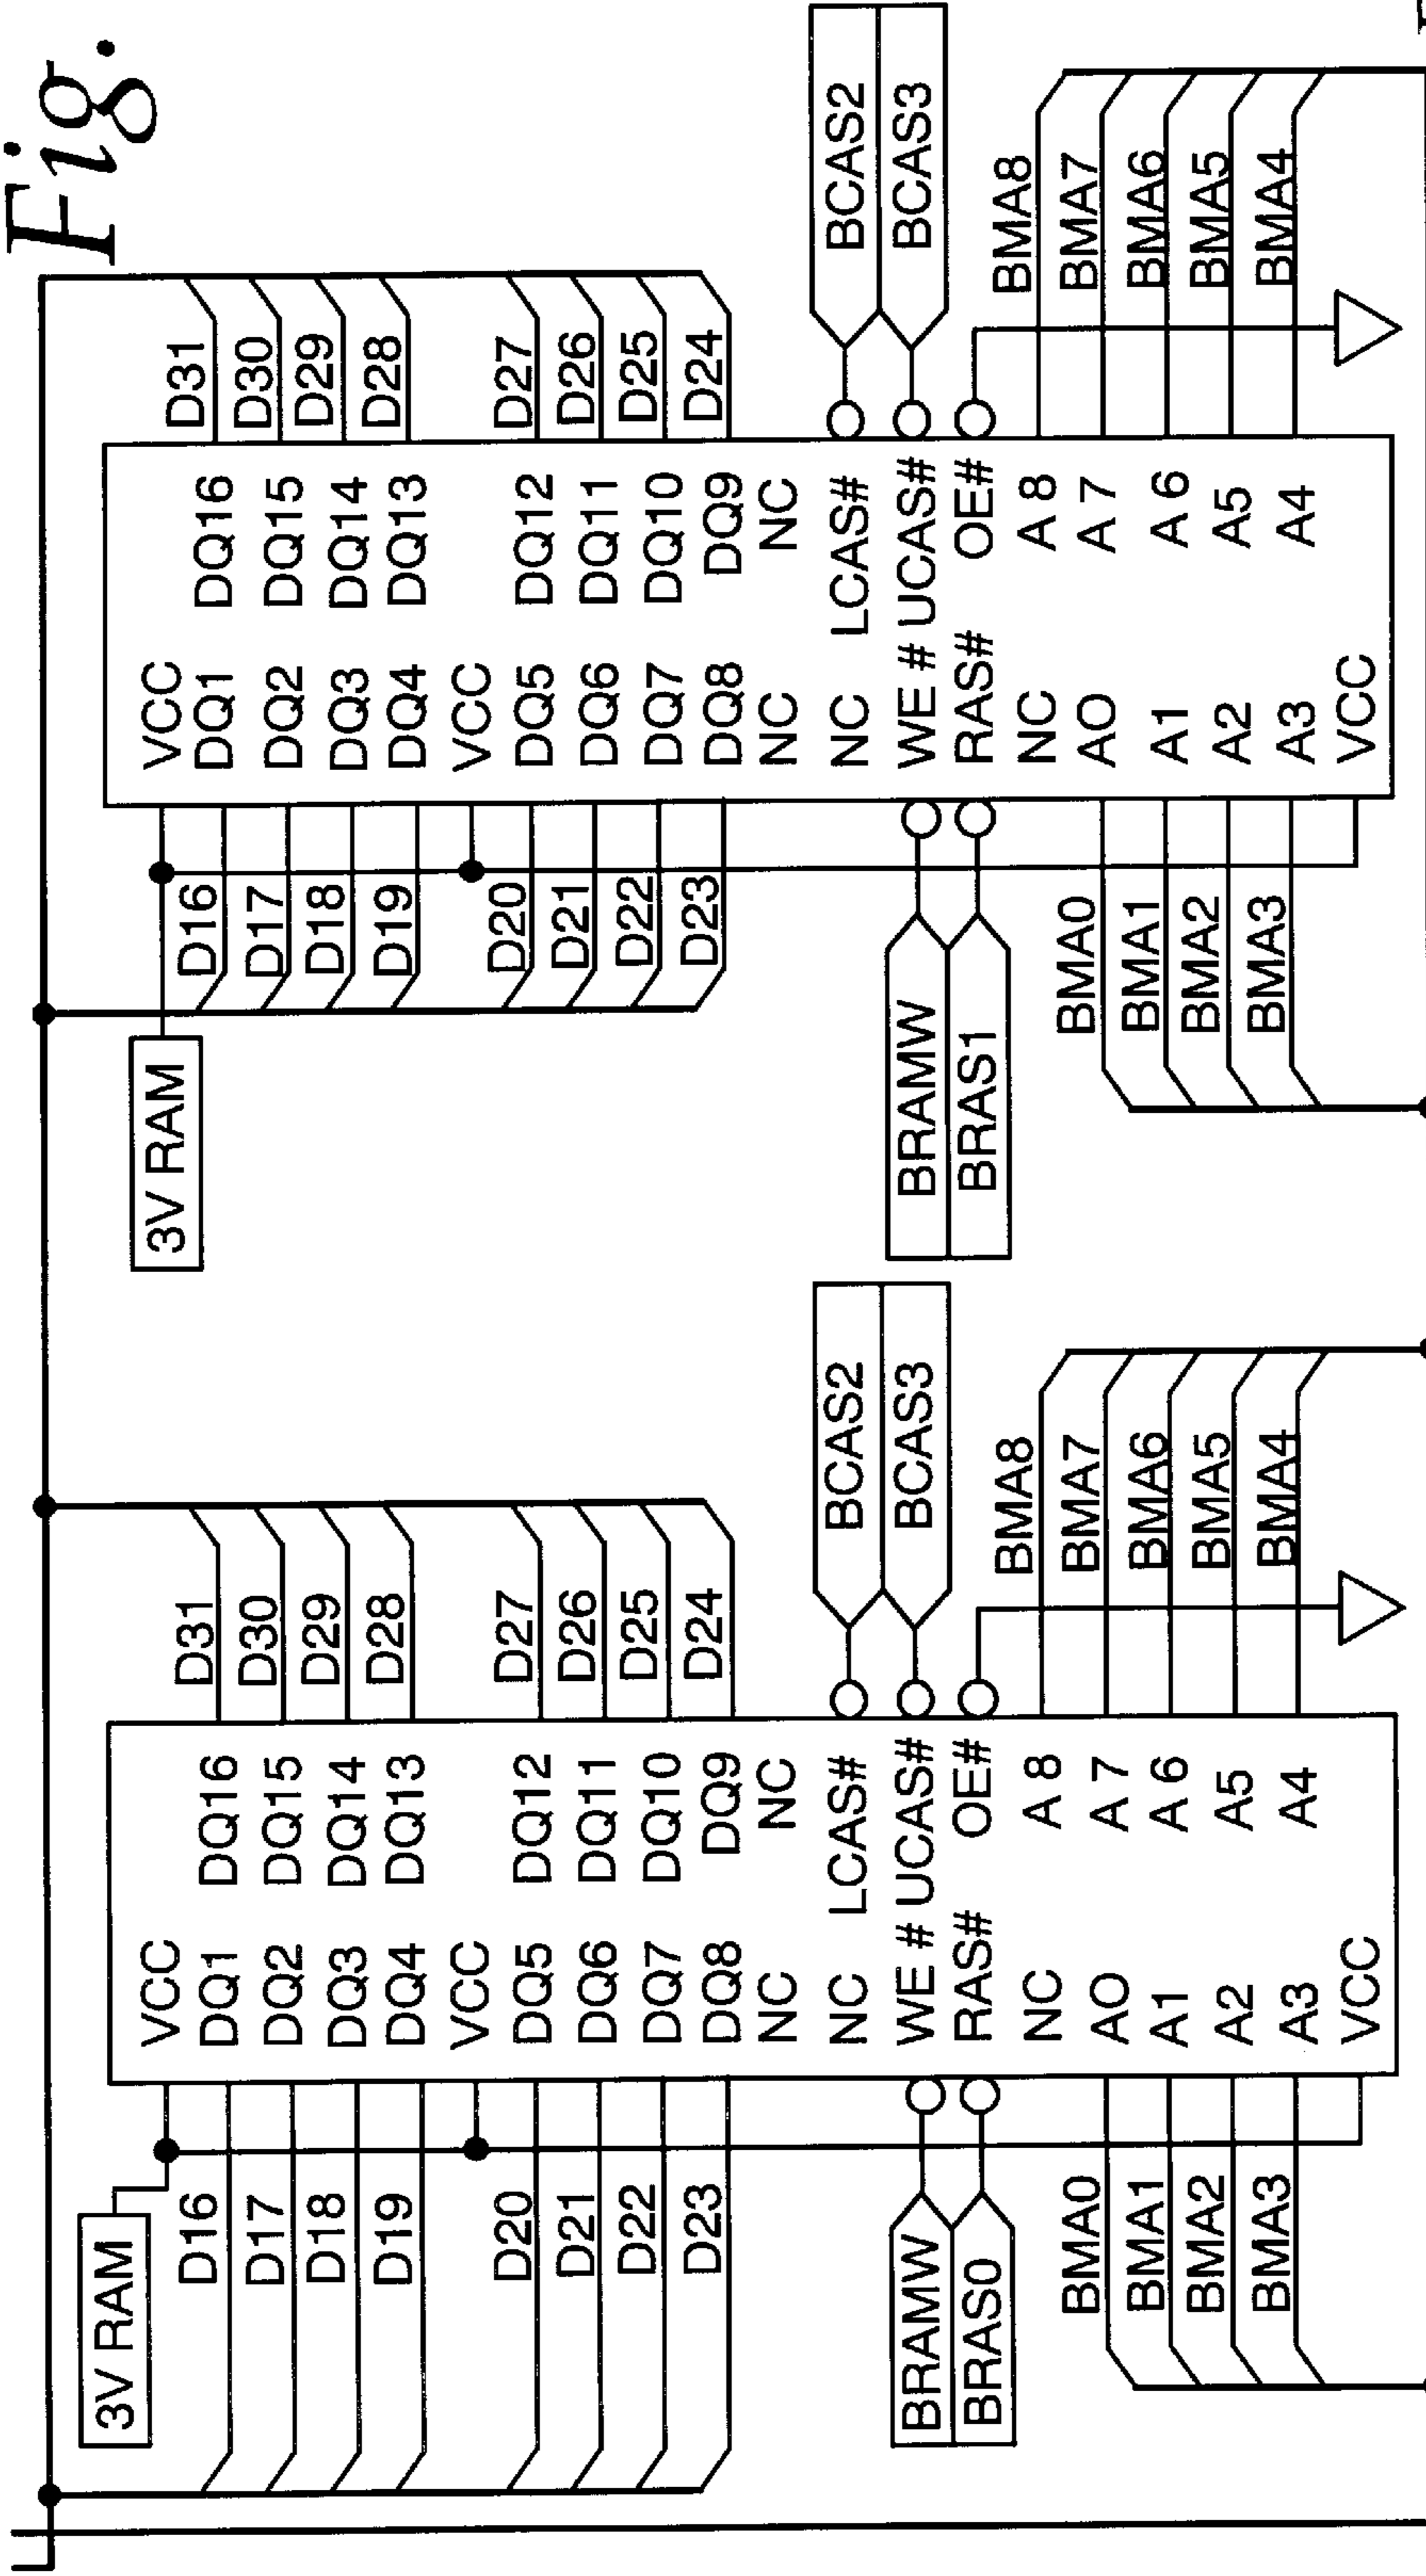 Fig.
3V RAM
D16
D17
D18
D19
D20
D21
D22
D23
BRAMW
BRAS0
BMA0
BMA1
BMA2
BMA3
VCC
DQ1 DQ16
DQ2 DQ15
DQ3 DQ14
DQ4 DQ13
VCC
DQ5 DQ12
DQ6 DQ11
DQ7 DQ10
DQ8 DQ9
NC NC
NC LCAS#
WE # UCAS#
RAS# OE#
NC A 8
AO A 7
A1 A 6
A2 A5
A3 A4
VCC
D31
D30
D29
D28
D27
D26
D25
D24
BCAS2
BCAS3
BMA8
BMA7
BMA6
BMA5
BMA4
3V RAM
D16
D17
D18
D19
D20
D21
D22
D23
BRAMW
BRAS1
BMA0
BMA1
BMA2
BMA3
VCC
DQ1 DQ16
DQ2 DQ15
DQ3 DQ14
DQ4 DQ13
VCC
DQ5 DQ12
DQ6 DQ11
DQ7 DQ10
DQ8 DQ9
NC NC
NC LCAS#
WE # UCAS#
RAS# OE#
NC A 8
AO A 7
A1 A 6
A2 A5
A3 A4
VCC
D31
D30
D29
D28
D27
D26
D25
D24
BCAS2
BCAS3
BMA8
BMA7
BMA6
BMA5
BMA4